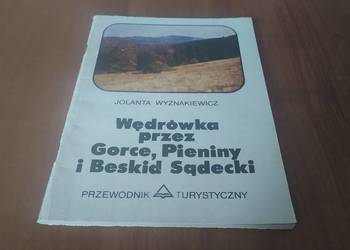 JOLANTA WYZNAKIEWICZ
Wędrówka
przez
Gorce, Pieniny
i Beskid Sądecki
PRZEWODNIK TURYSTYCZNY